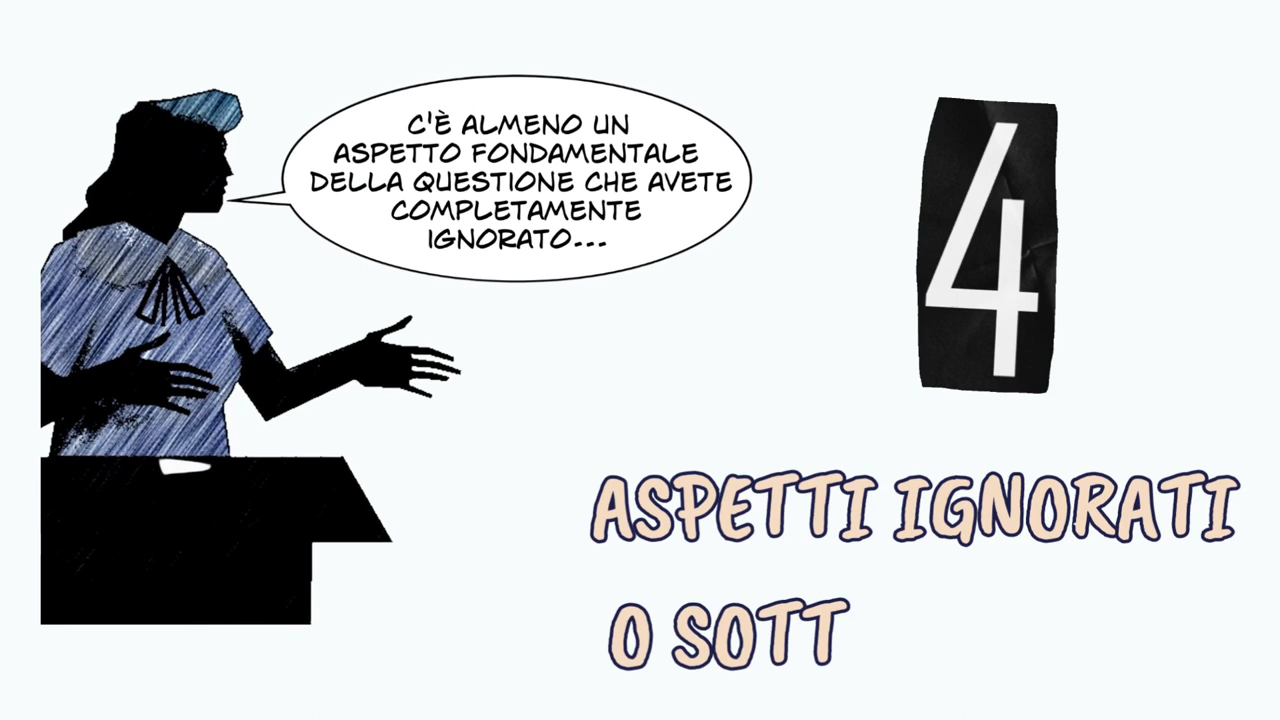 C'È ALMENO UN
ASPETTO FONDAMENTALE
DELLA QUESTIONE CHE AVETE
COMPLETAMENTE
IGNORATO...
4
ASPETTI IGNORATI
O SOTT